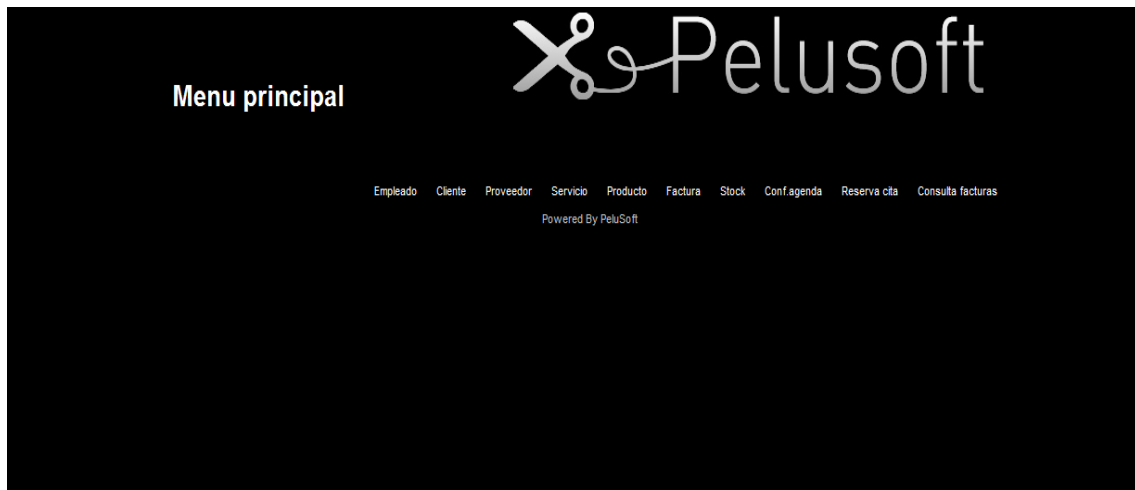 Pelusoft
Menu principal
Empleado Cliente Proveedor Servicio Producto Factura Stock Conf.agenda Reserva cita Consulta facturas
Powered By PeluSoft